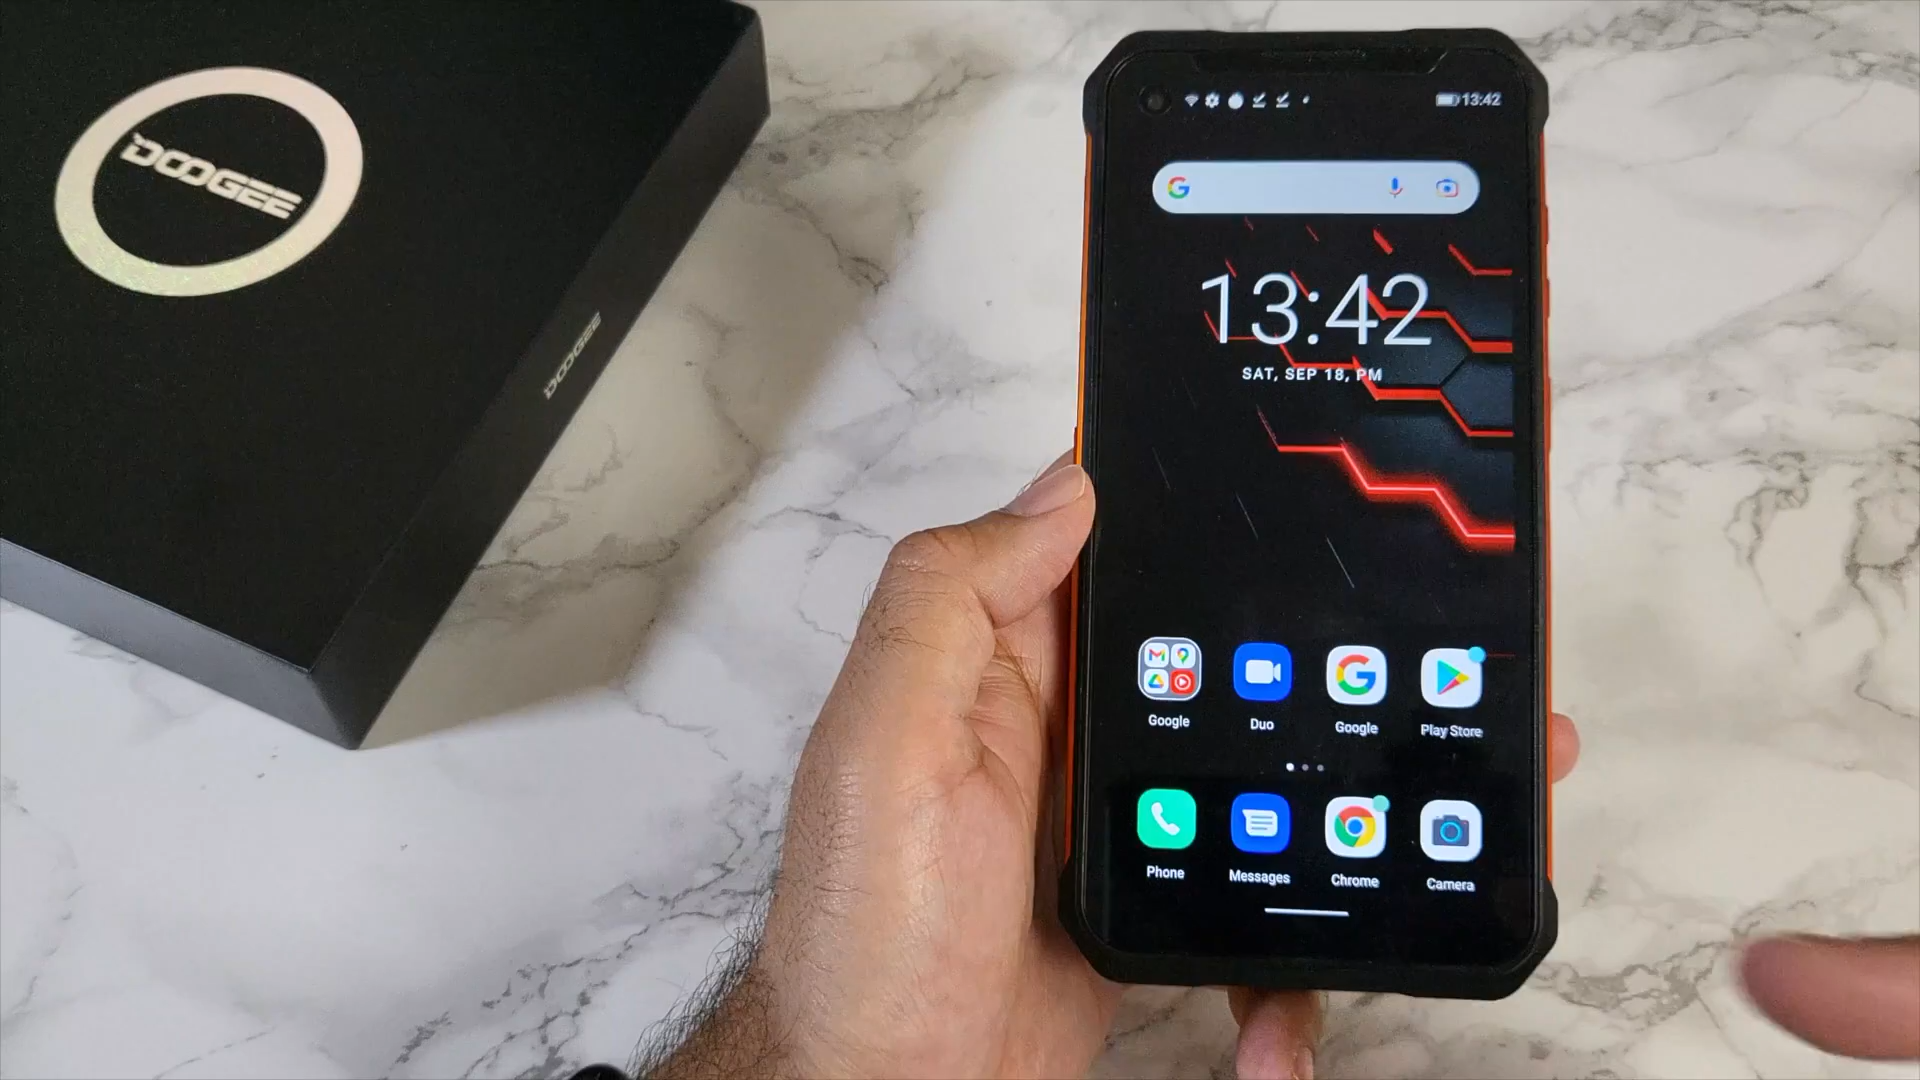 DOOGEE
DOOGEE
13:42
13:42
SAT, SEP 18, PM
Google
Duo
Google
Play Store
Phone
Messages
Chrome
Camera